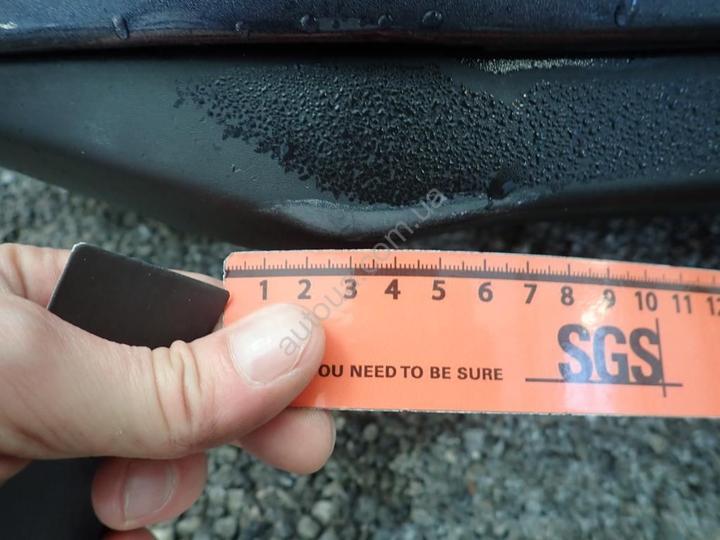 1 2 3 4 5 6 7 8 9 10 11 12
OU NEED TO BE SURE
SGS
autoua.com.ua